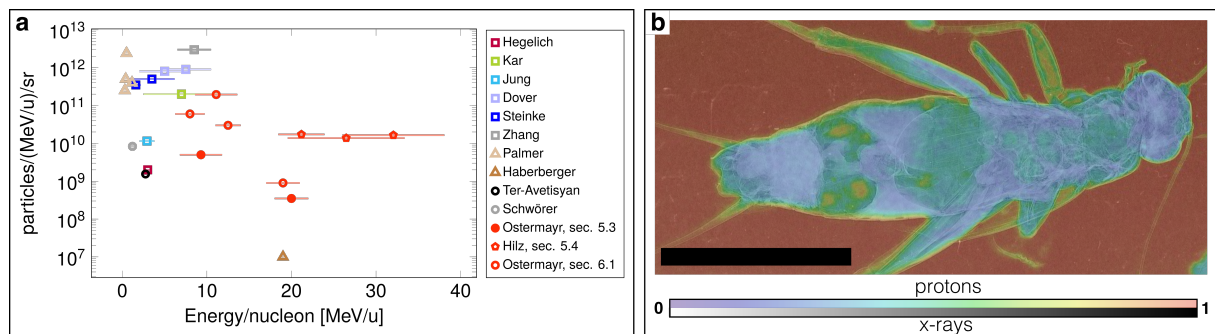 a
particles/(MeV/u)/sr
10^13
10^12
10^11
10^10
10^9
10^8
10^7
0 10 20 30 40
Energy/nucleon [MeV/u]
Hegelich
Kar
Jung
Dover
Steinke
Zhang
Palmer
Haberberger
Ter-Avetisyan
Schwörer
Ostermayr, sec. 5.3
Hilz, sec. 5.4
Ostermayr, sec. 6.1
b
protons
0 1
x-rays